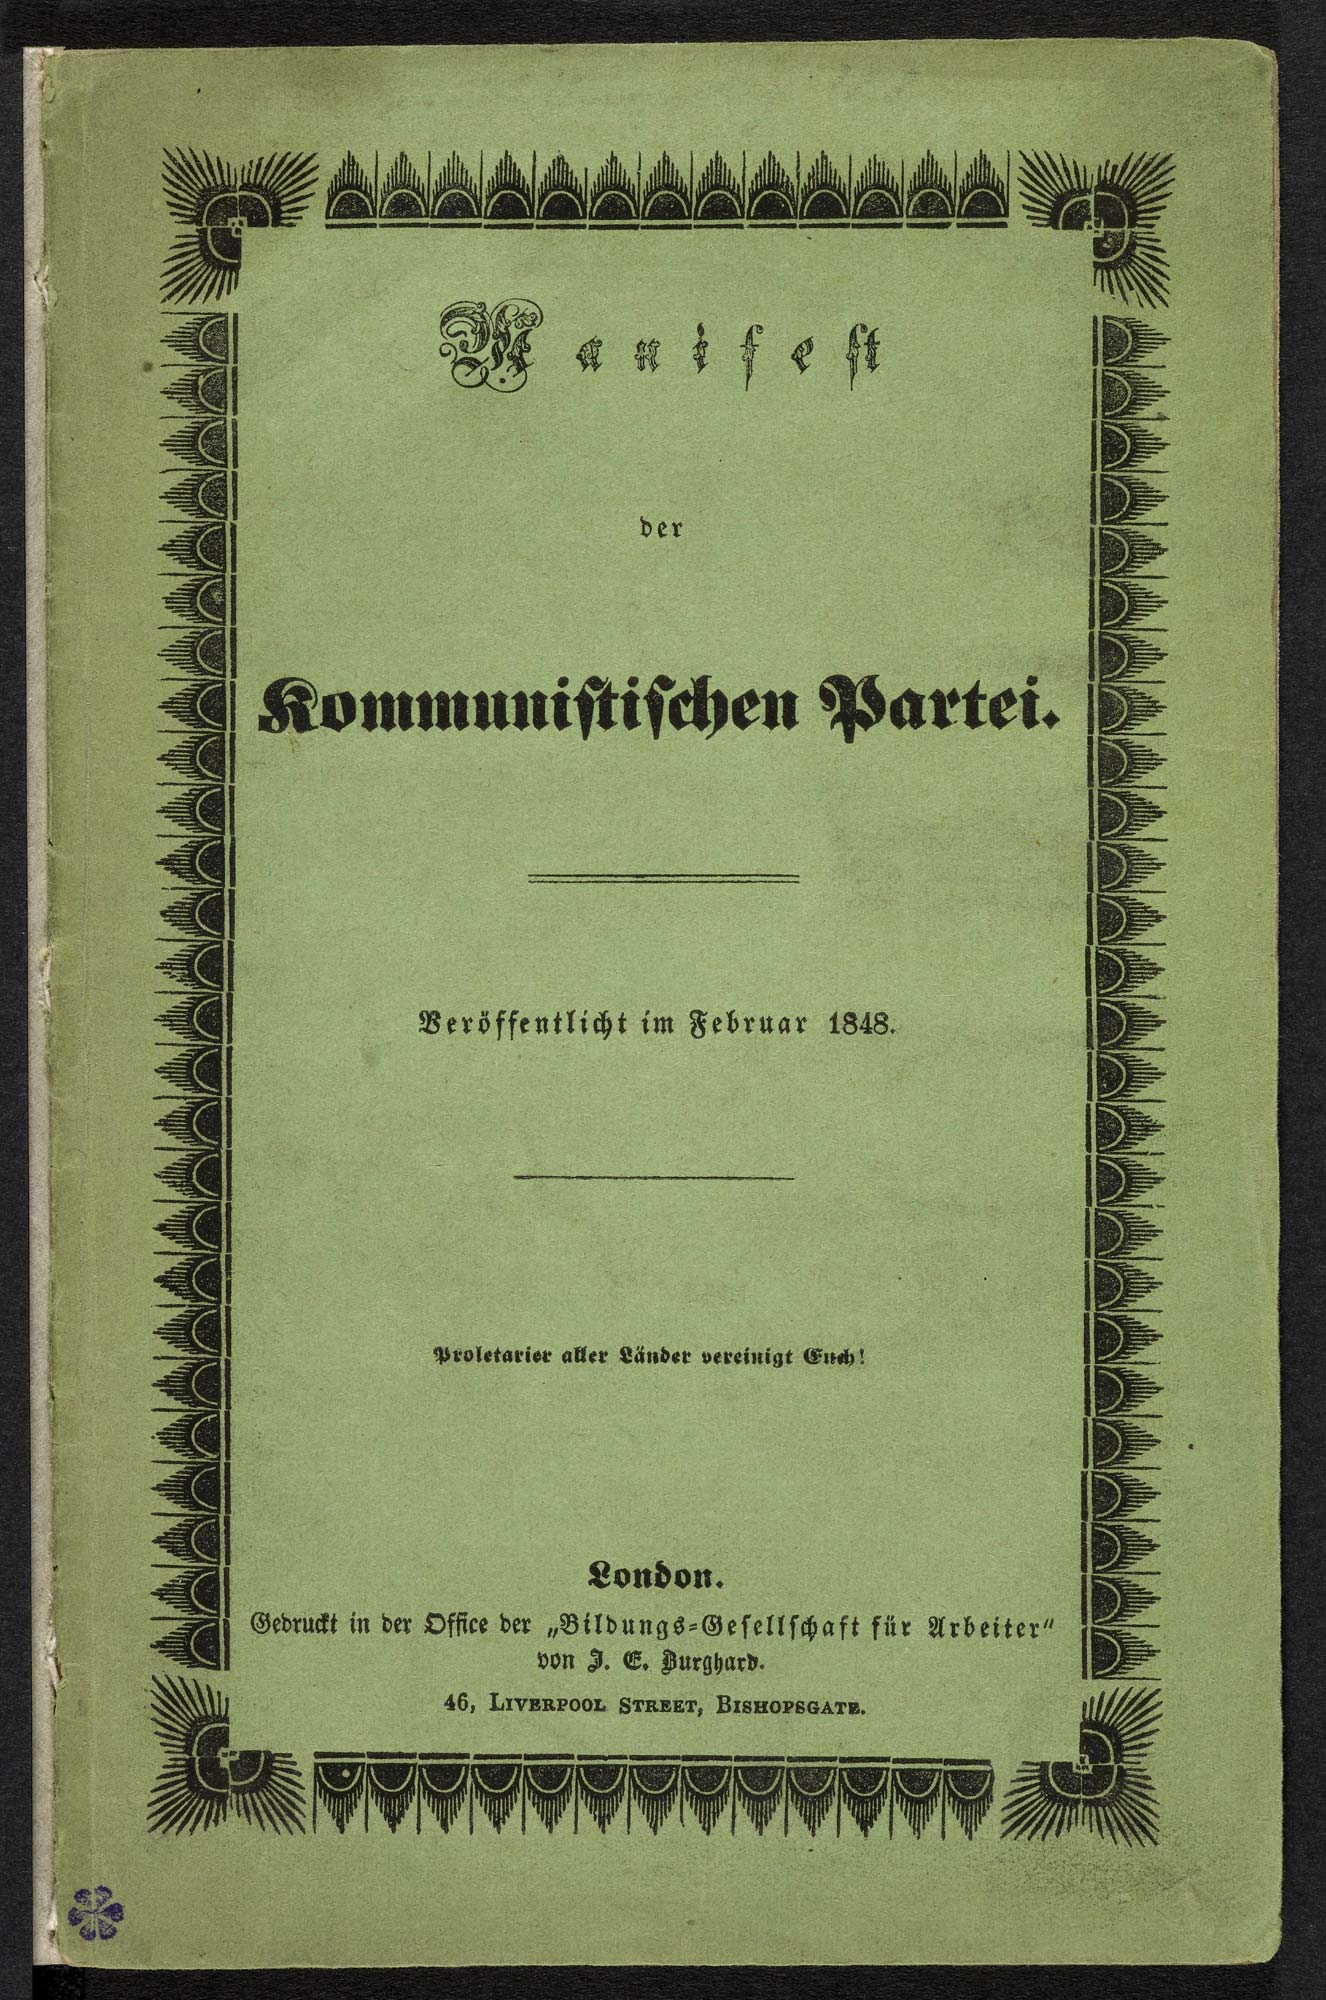 Manifest
der
Kommunistischen Partei.
Veröffentlicht im Februar 1848.
Proletarier aller Länder vereinigt Euch!
London.
Gedruckt in der Office der „Bildungs=Gesellschaft für Arbeiter“
von J. E. Burghard.
46, LIVERPOOL STREET, BISHOPSGATE.